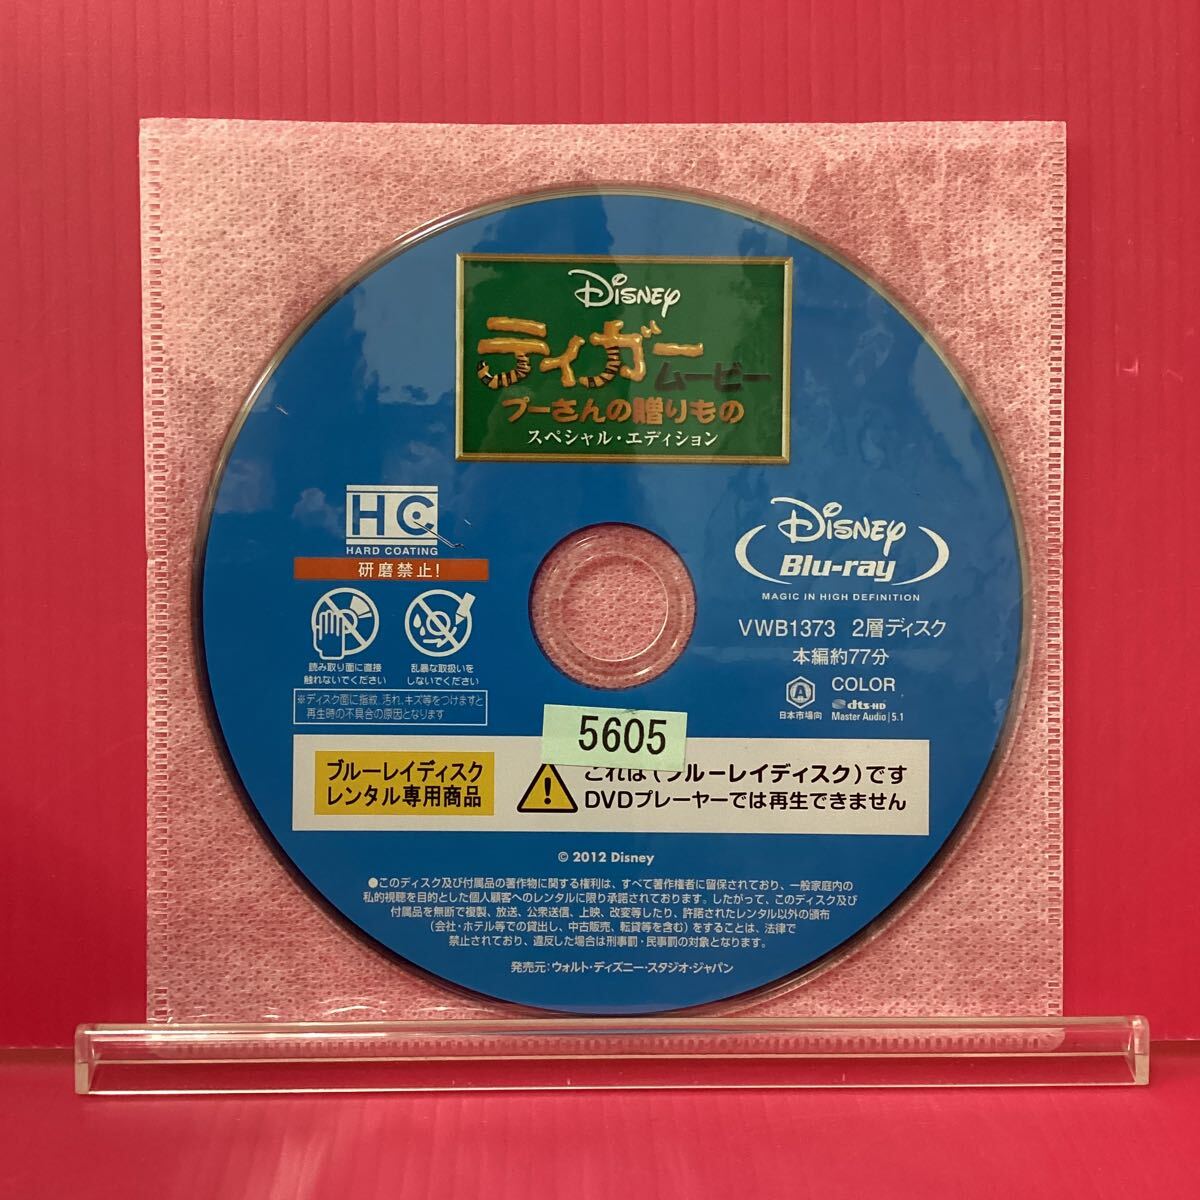 Disney
ティガー
ムービー
プーさんの贈りもの
スペシャル・エディション
HC
HARD COATING
研磨禁止!
読み取り面に直接
触れないでください
乱暴な取扱いを
しないでください
※ディスク面に指紋、汚れ、キズ等をつけますと
再生時の不具合の原因となります
Disney
Blu-ray
MAGIC IN HIGH DEFINITION
VWB1373 2層ディスク
本編約77分
A
日本市場向
COLOR
dts-HD
Master Audio | 5.1
5605
ブルーレイディスク
レンタル専用商品
これは(ブルーレイディスク)です
DVDプレーヤーでは再生できません
© 2012 Disney
●このディスク及び付属品の著作物に関する権利は、すべて著作権者に留保されており、一般家庭内の
私的視聴を目的とした個人顧客へのレンタルに限り承諾されております。したがって、このディスク及び
付属品を無断で複製、放送、公衆送信、上映、改変等したり、許諾されたレンタル以外の頒布
(会社・ホテル等での貸出し、中古販売、転貸等を含む)をすることは、法律で
禁止されており、違反した場合は刑事罰・民事罰の対象となります。
発売元：ウォルト・ディズニー・スタジオ・ジャパン